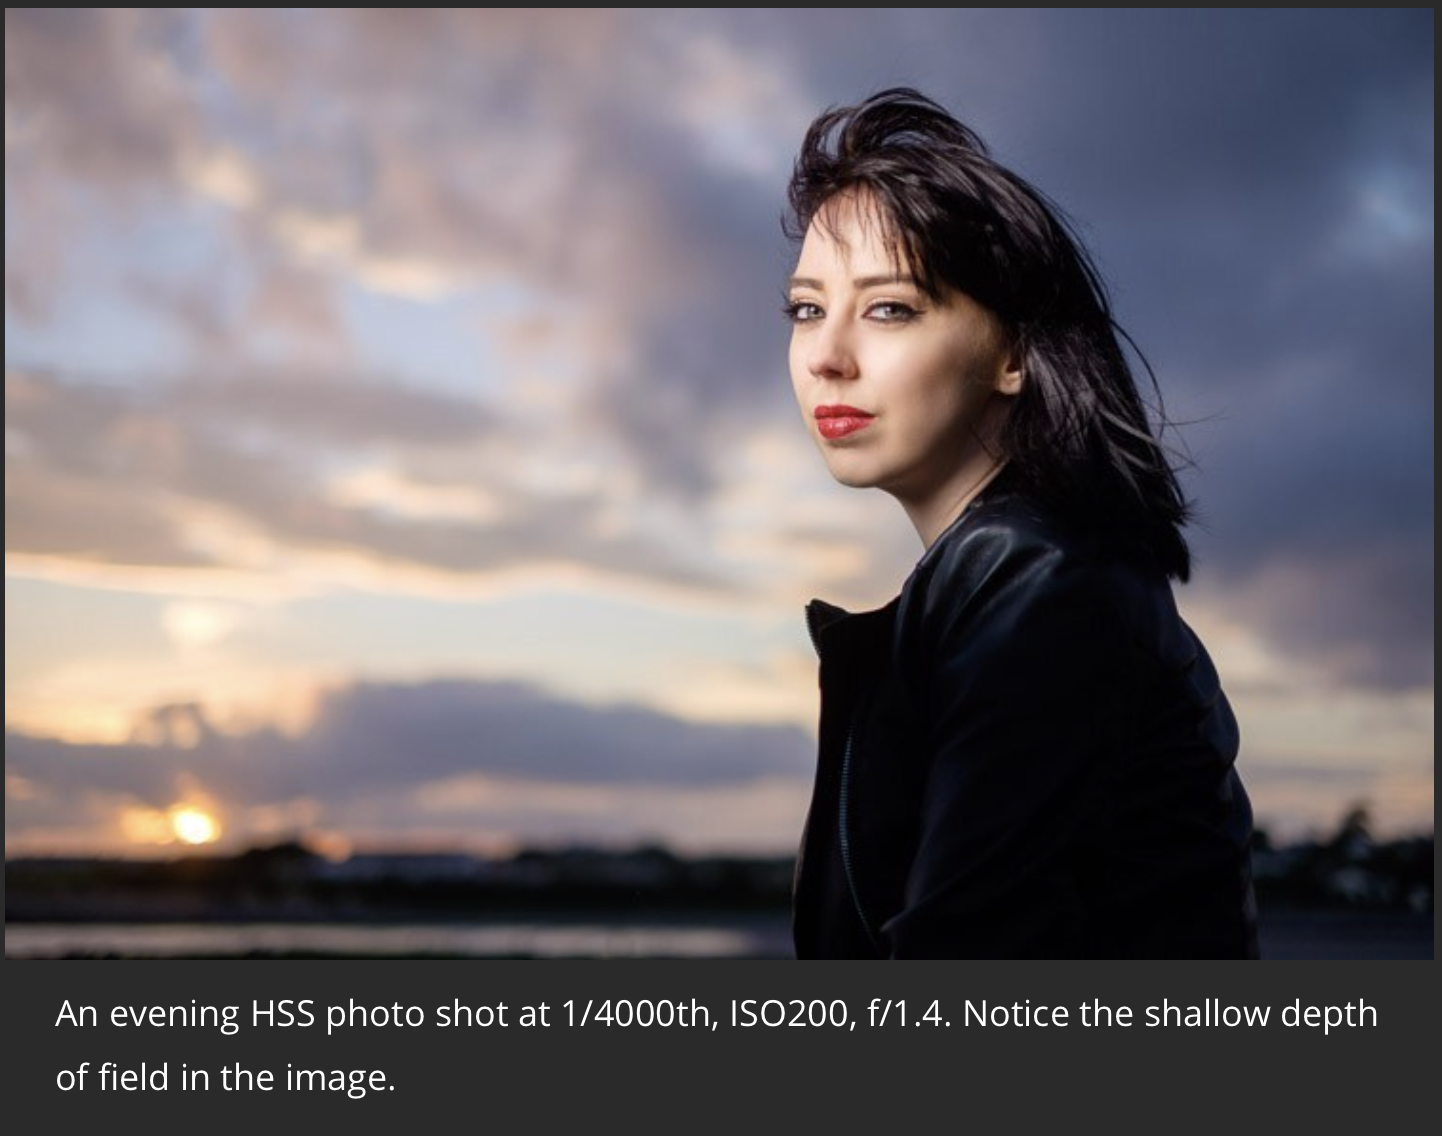 An evening HSS photo shot at 1/4000th, ISO200, f/1.4. Notice the shallow depth
of field in the image.